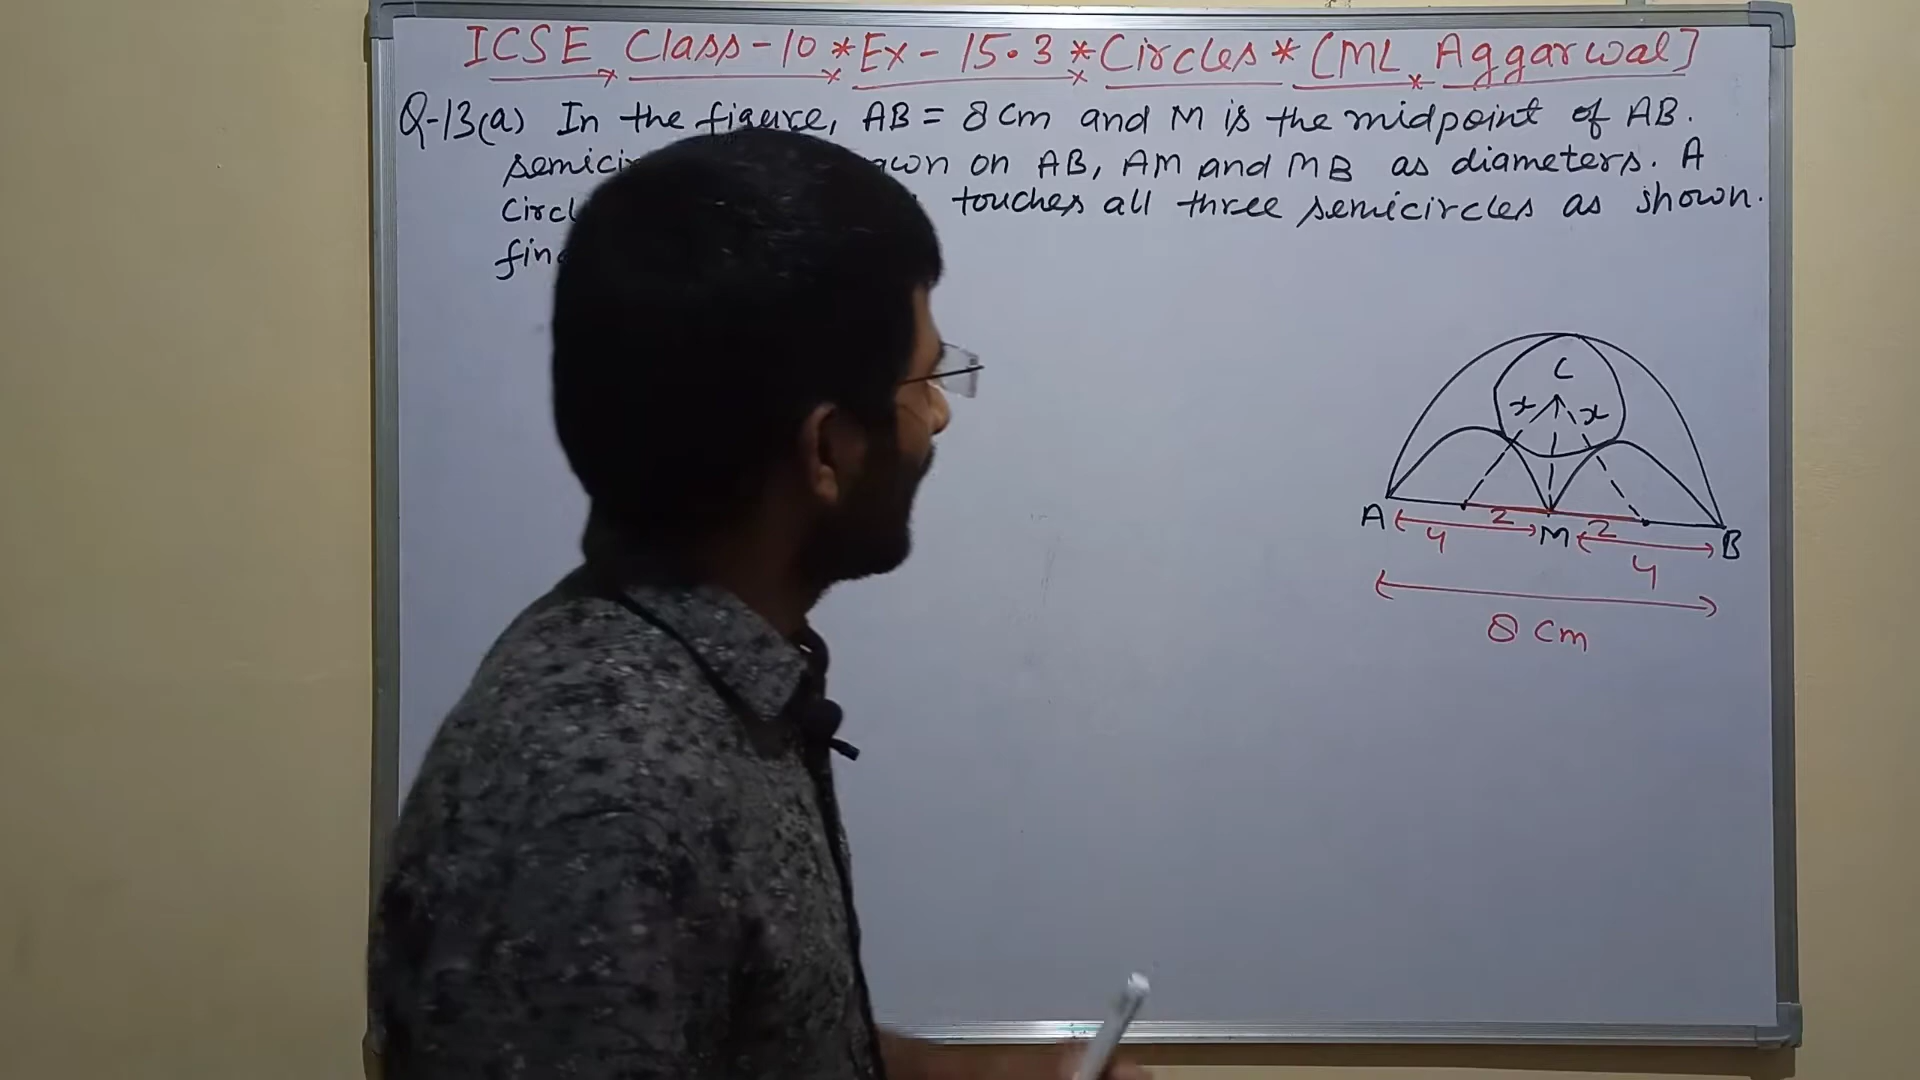 ICSE Class-10 * Ex-15.3 * Circles * [ML Aggarwal]
Q-13(a) In the figure, AB = 8 cm and M is the midpoint of AB.
semici wn on AB, AM and MB as diameters. A
Circl touches all three semicircles as shown.
fin
C
x x
A 4 2 M 2 4 B
8 cm